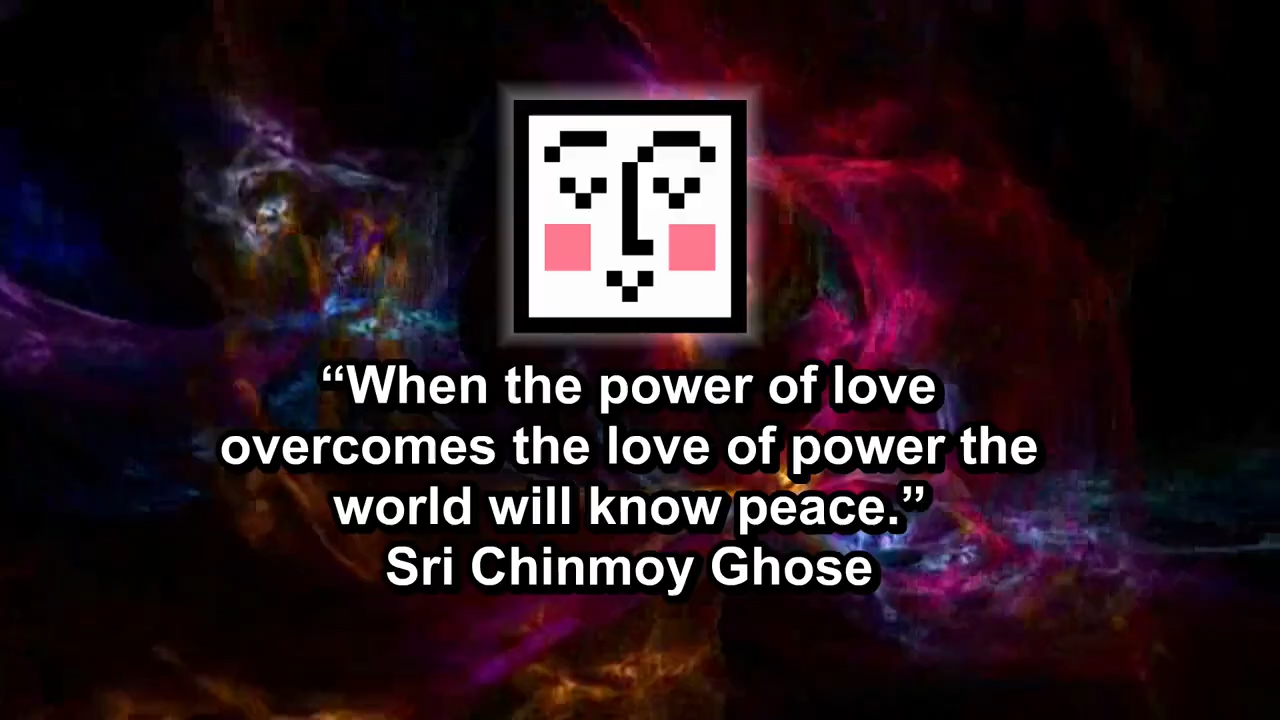 “When the power of love
overcomes the love of power the
world will know peace.”
Sri Chinmoy Ghose